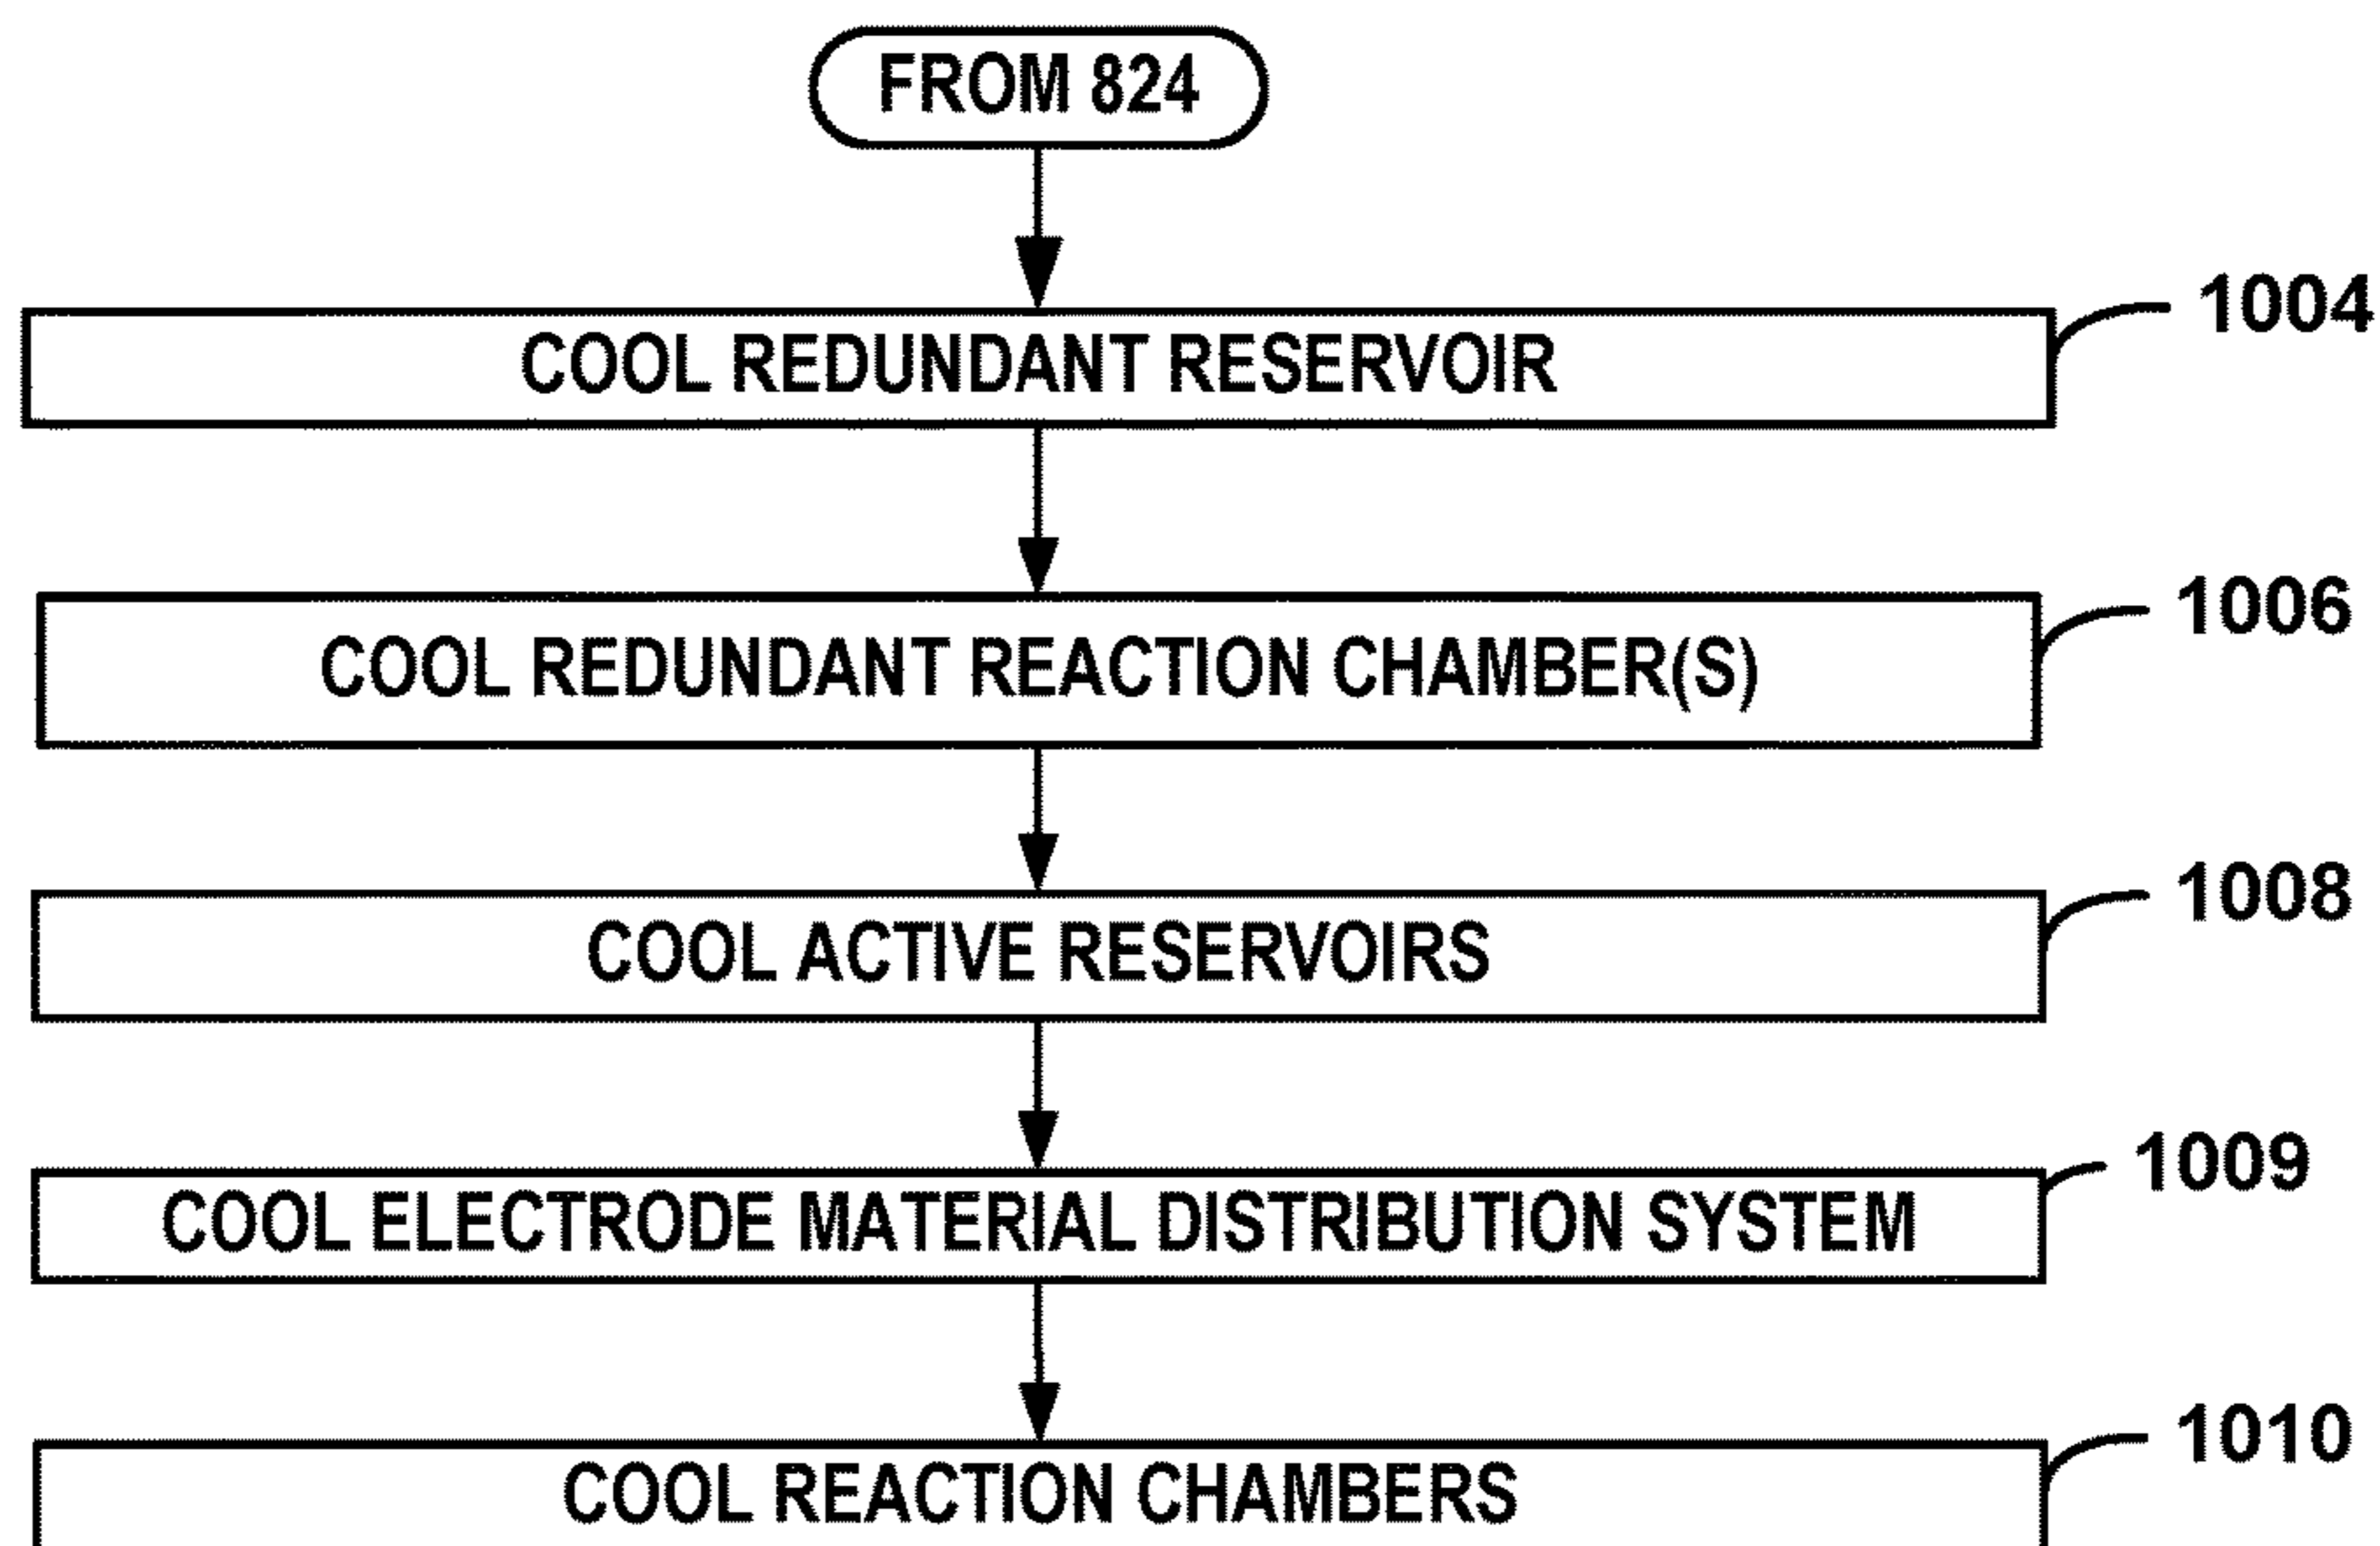 FROM 824
1004
COOL REDUNDANT RESERVOIR
1006
COOL REDUNDANT REACTION CHAMBER(S)
1008
COOL ACTIVE RESERVOIRS
1009
COOL ELECTRODE MATERIAL DISTRIBUTION SYSTEM
1010
COOL REACTION CHAMBERS